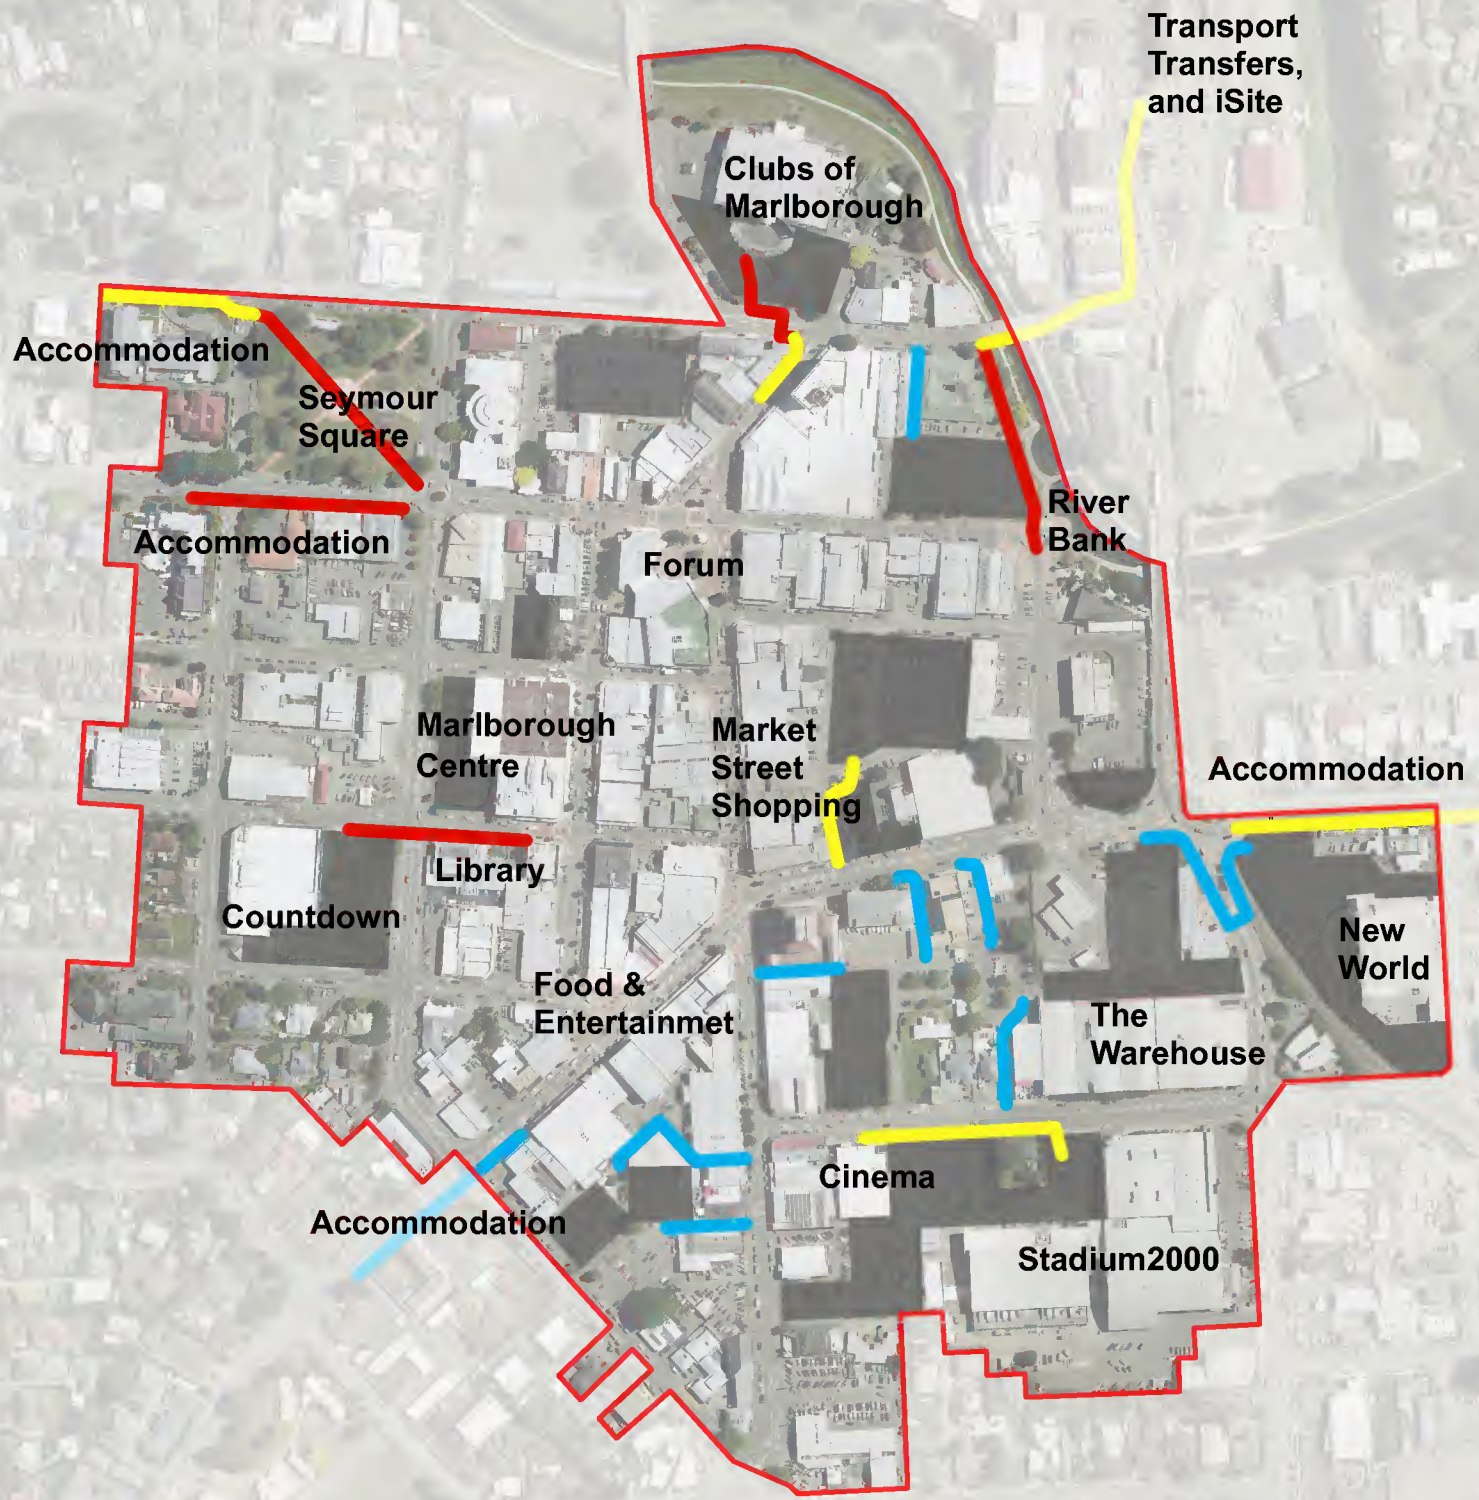 Transport
Transfers,
and iSite
Clubs of
Marlborough
Accommodation
Seymour
Square
River
Bank
Accommodation
Forum
Marlborough
Centre
Market
Street
Shopping
Accommodation
Library
Countdown
New
World
Food &
Entertainmet
The
Warehouse
Cinema
Accommodation
Stadium2000